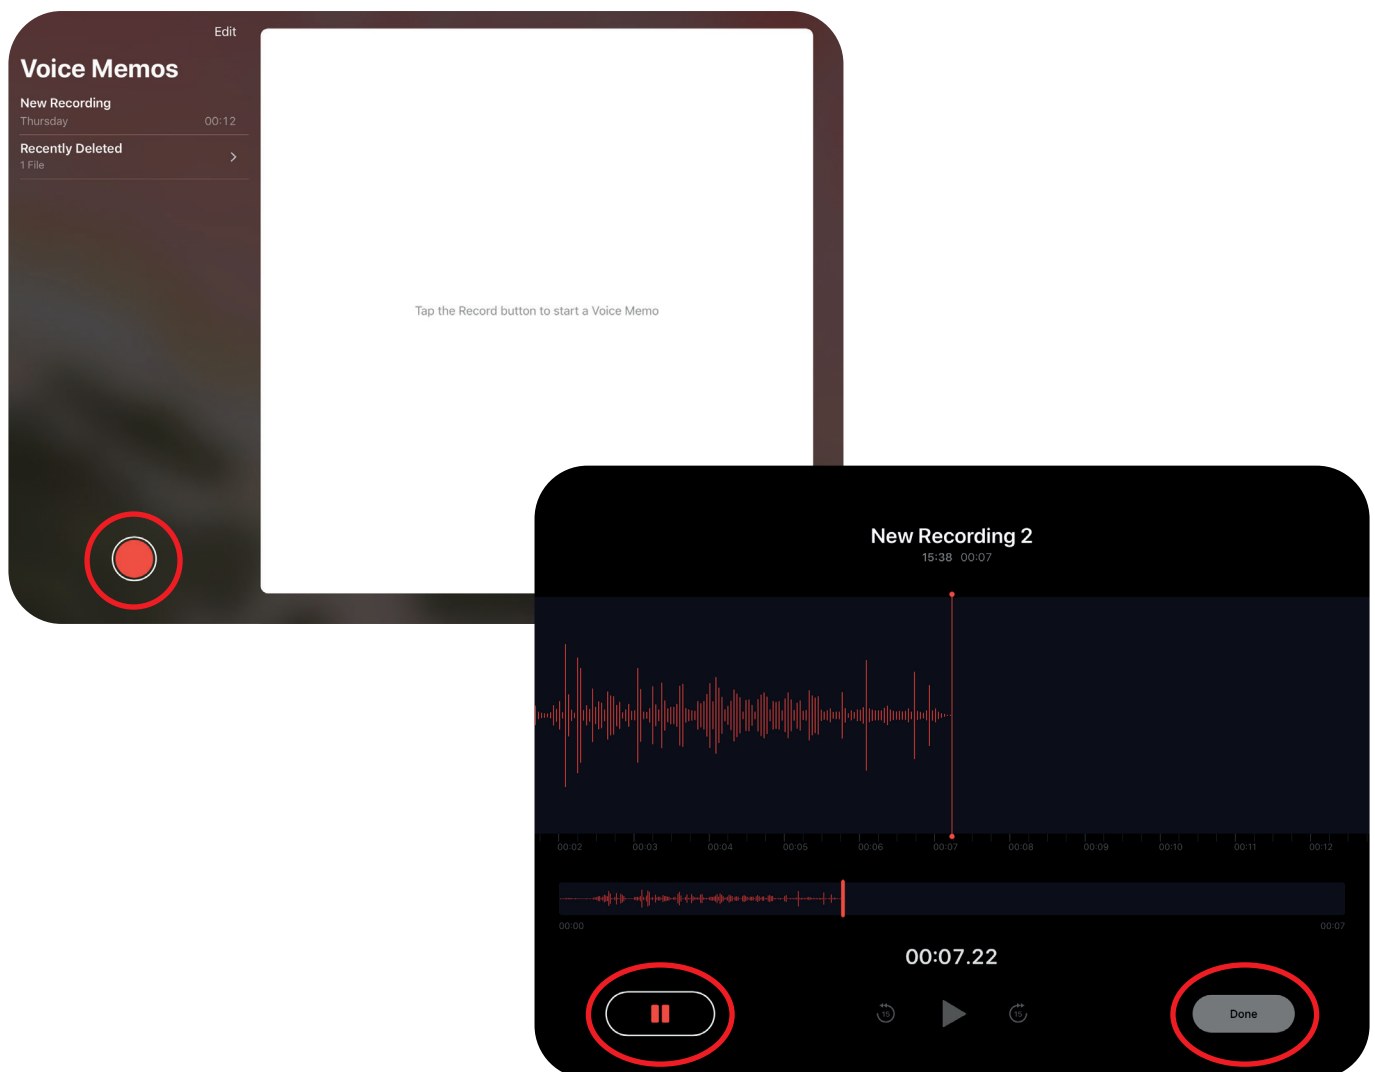 Edit
Voice Memos
New Recording
Thursday 00:12
Recently Deleted
1 File
Tap the Record button to start a Voice Memo
New Recording 2
15:38 00:07
00:02 00:03 00:04 00:05 00:06 00:07 00:08 00:09 00:10 00:11 00:12
00:00 00:07
00:07.22
15 15 Done